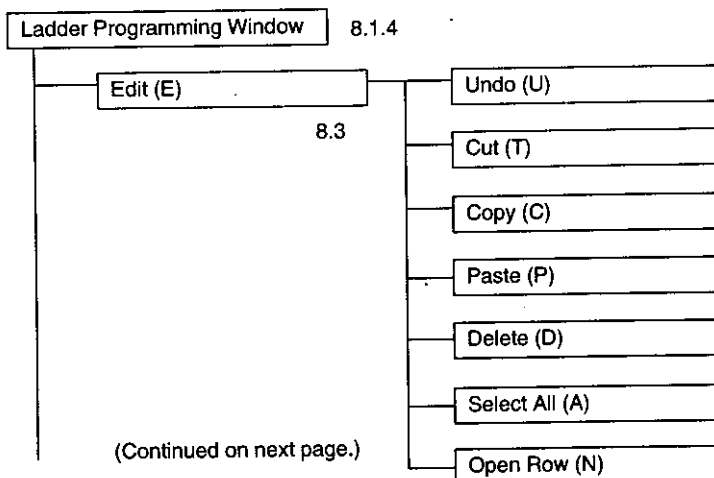 Ladder Programming Window 8.1.4
Edit (E)
8.3
Undo (U)
Cut (T)
Copy (C)
Paste (P)
Delete (D)
Select All (A)
Open Row (N)
(Continued on next page.)